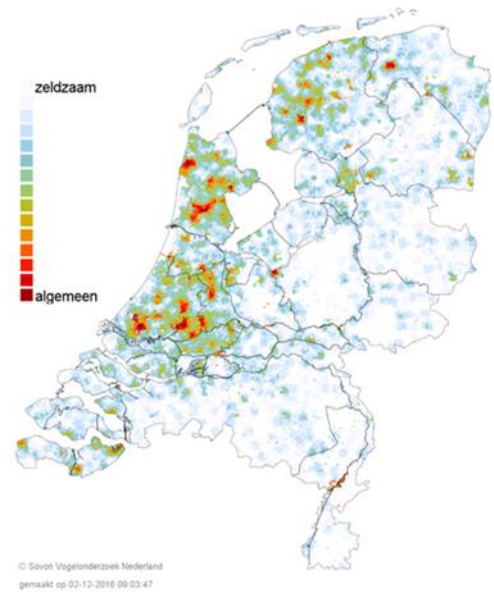 zeldzaam
algemeen
© Sovon Vogelonderzoek Nederland
gemaakt op 02-12-2016 09:03:47